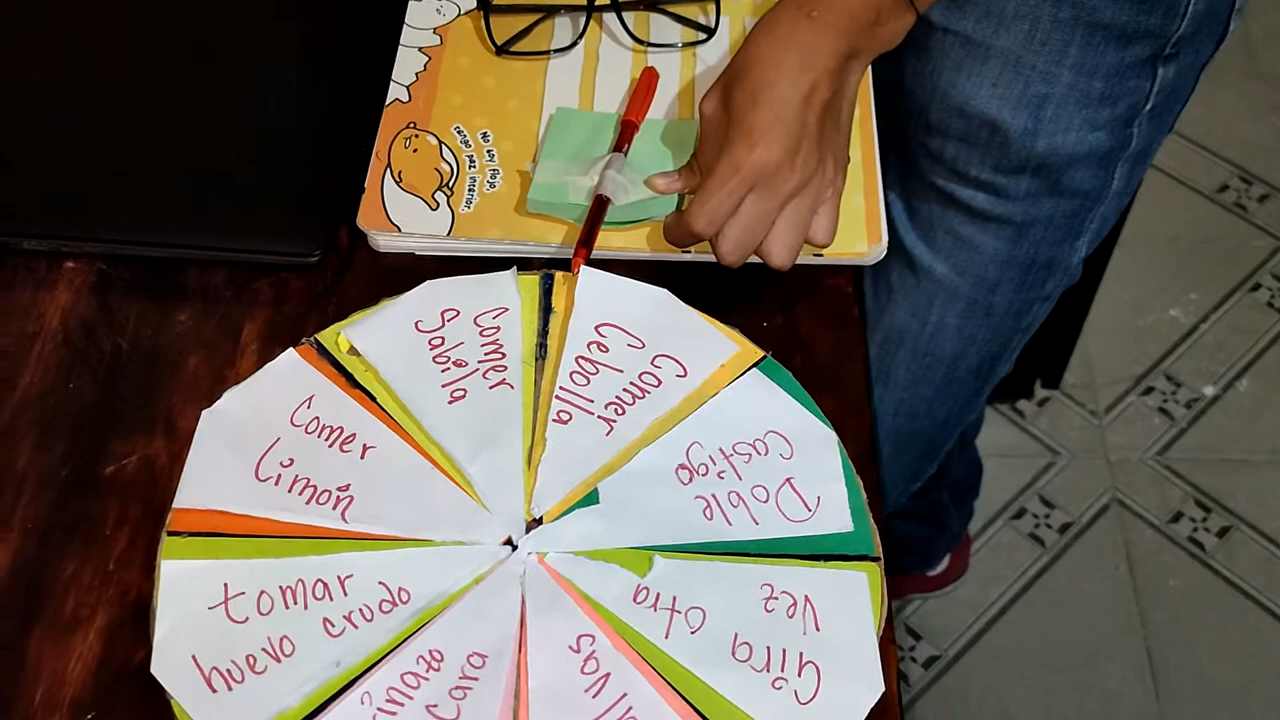 No soy flojo,
tengo paz interior.
Comer
Sabila
Comer
Cebolla
Doble
Castigo
Gira
Otra
Vez
Comer
Limón
tomar
huevo crudo
cara